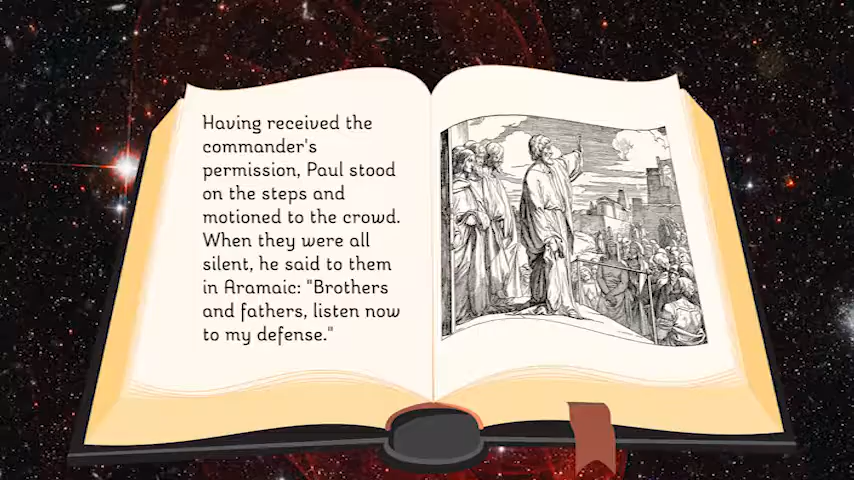 Having received the
commander's
permission, Paul stood
on the steps and
motioned to the crowd.
When they were all
silent, he said to them
in Aramaic: "Brothers
and fathers, listen now
to my defense."